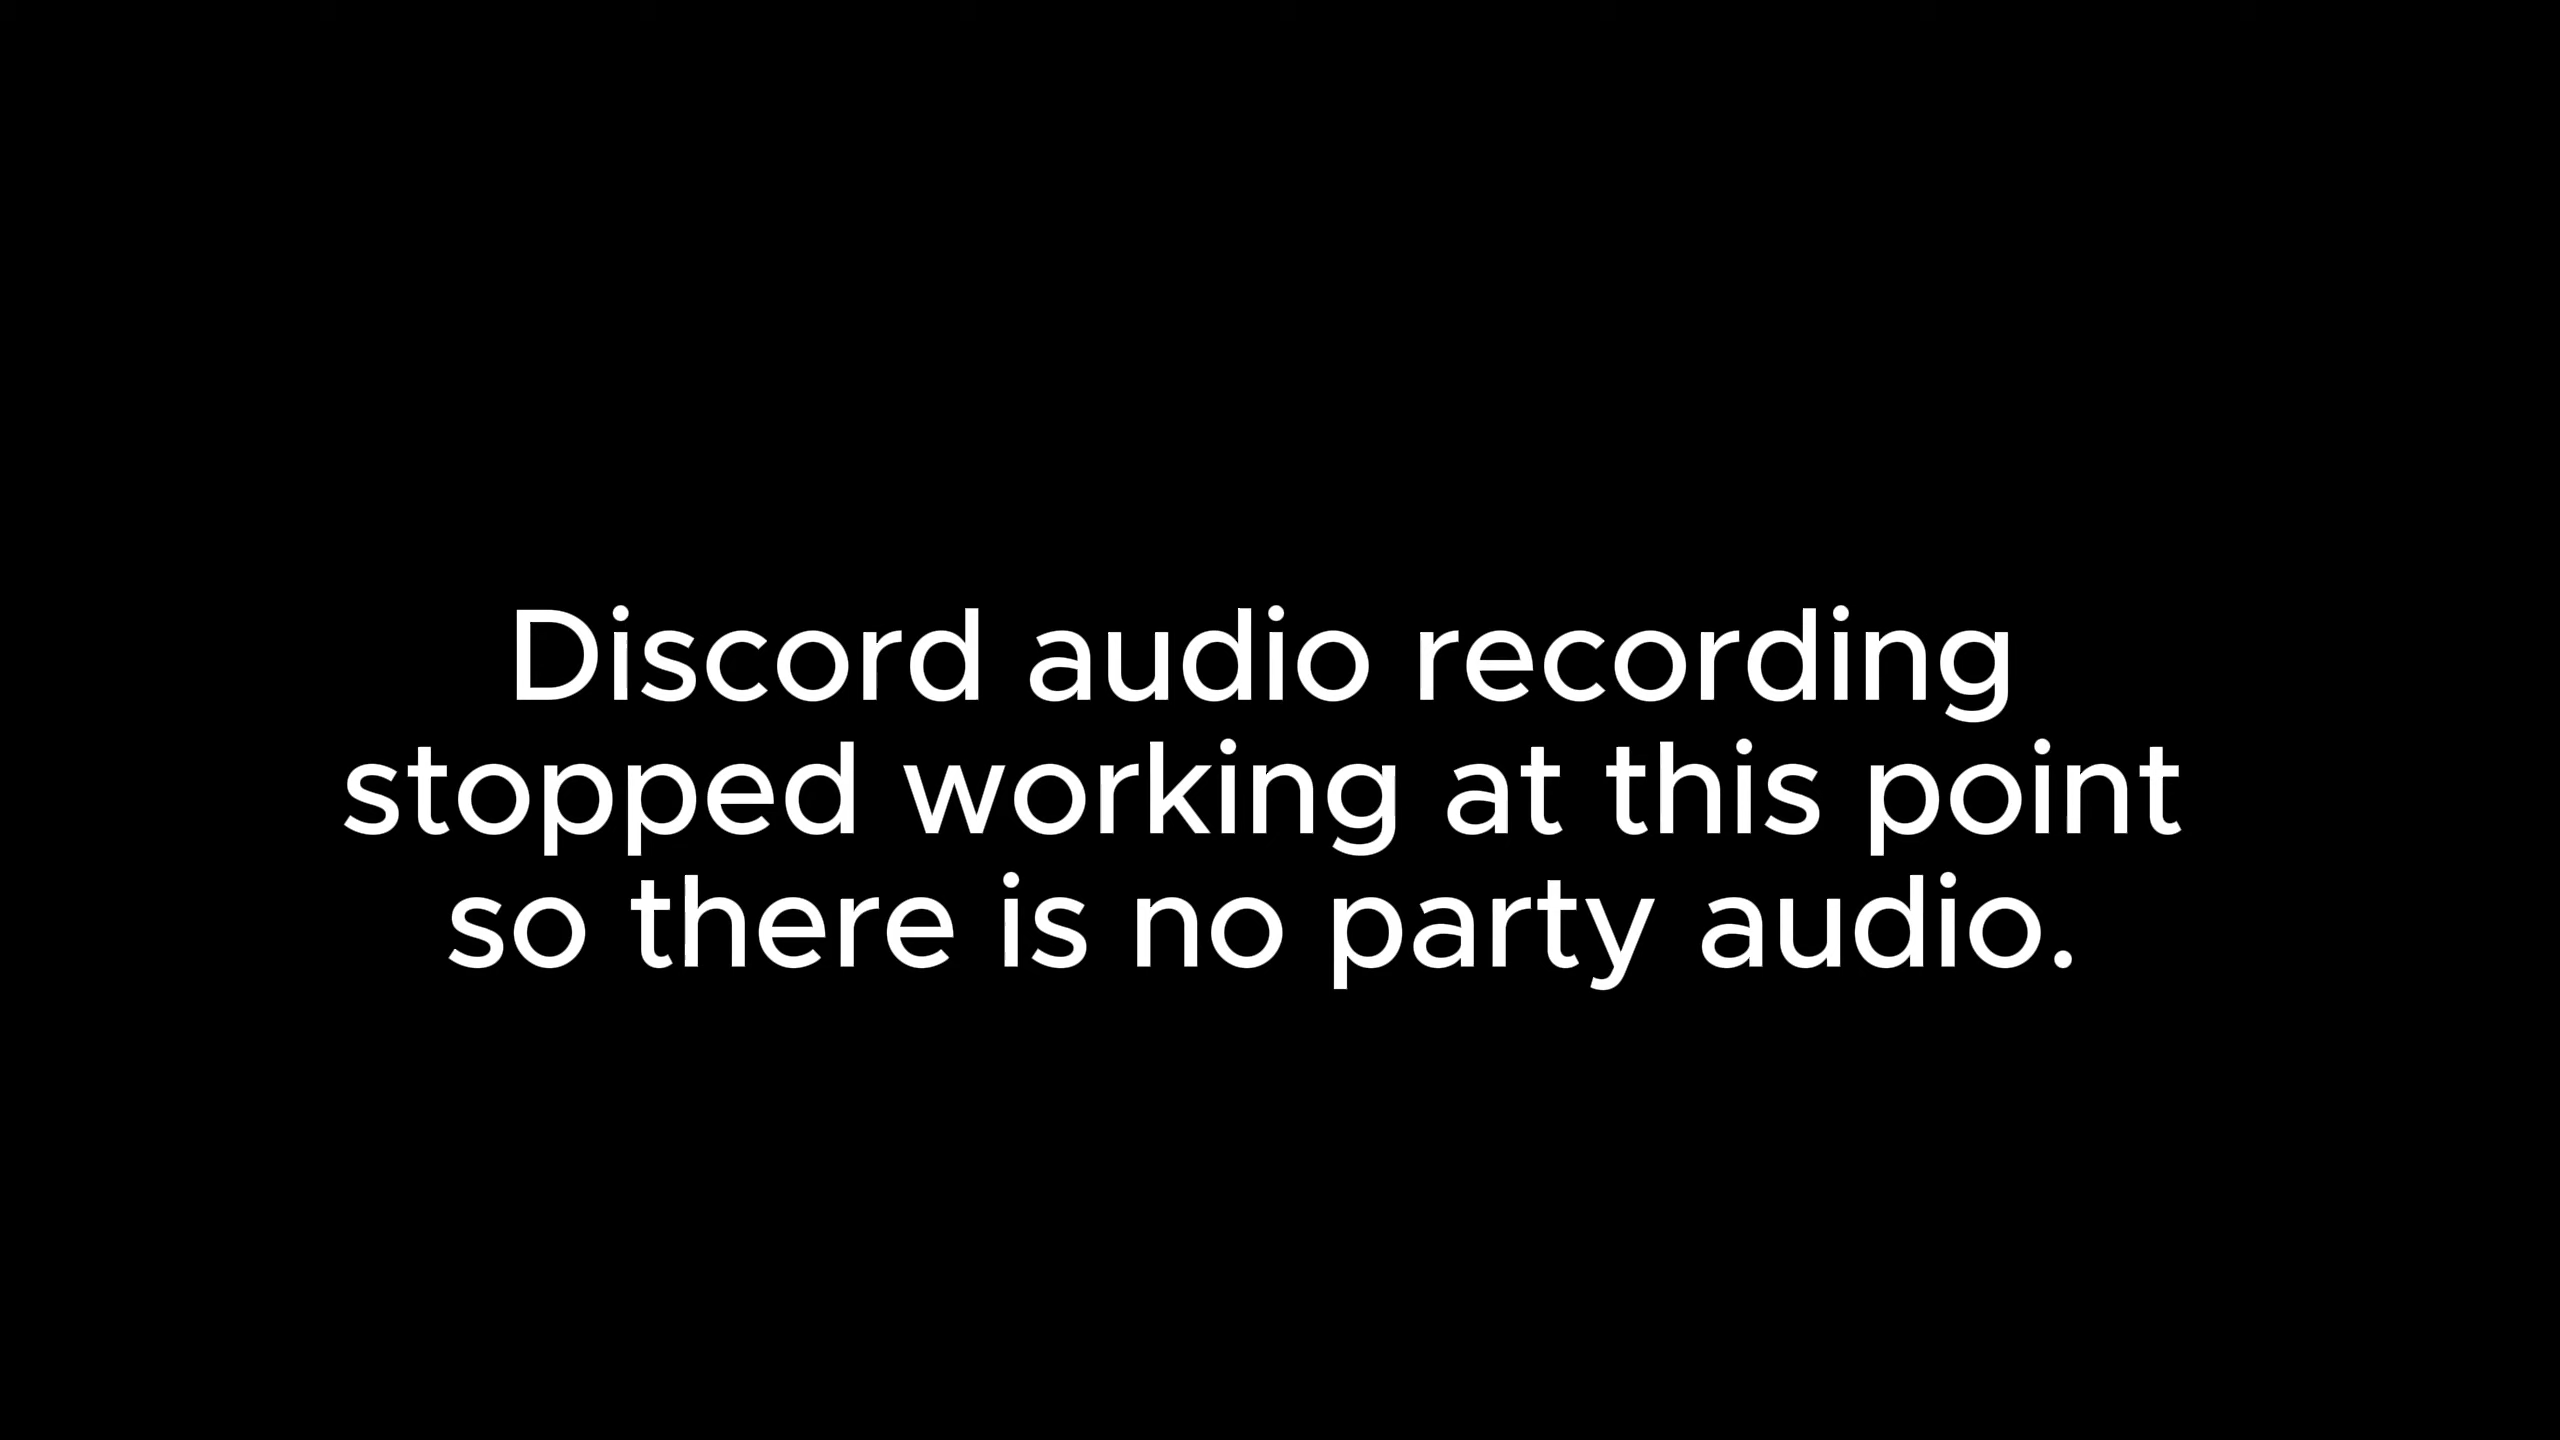 Discord audio recording
stopped working at this point
so there is no party audio.